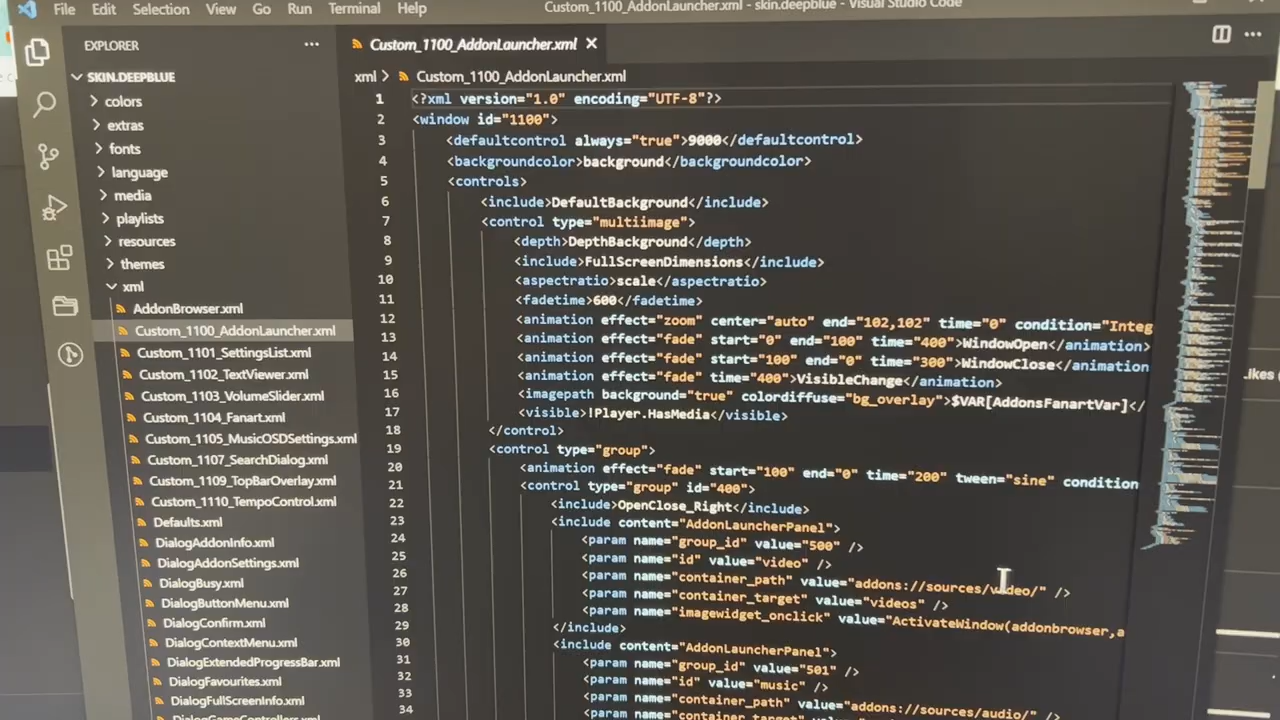 File Edit Selection View Go Run Terminal Help Custom_1100_AddonLauncher.xml - skin.deepblue - Visual Studio Code
EXPLORER
SKIN.DEEPBLUE
colors
extras
fonts
language
media
playlists
resources
themes
xml
AddonBrowser.xml
Custom_1100_AddonLauncher.xml
Custom_1101_SettingsList.xml
Custom_1102_TextViewer.xml
Custom_1103_VolumeSlider.xml
Custom_1104_Fanart.xml
Custom_1105_MusicOSDSettings.xml
Custom_1107_SearchDialog.xml
Custom_1109_TopBarOverlay.xml
Custom_1110_TempoControl.xml
Defaults.xml
DialogAddonInfo.xml
DialogAddonSettings.xml
DialogBusy.xml
DialogButtonMenu.xml
DialogConfirm.xml
DialogContextMenu.xml
DialogExtendedProgressBar.xml
DialogFavourites.xml
DialogFullScreenInfo.xml
DialogGameControllers.xml
Custom_1100_AddonLauncher.xml
xml > Custom_1100_AddonLauncher.xml
1 <?xml version="1.0" encoding="UTF-8"?>
2 <window id="1100">
3 <defaultcontrol always="true">9000</defaultcontrol>
4 <backgroundcolor>background</backgroundcolor>
5 <controls>
6 <include>DefaultBackground</include>
7 <control type="multiimage">
8 <depth>DepthBackground</depth>
9 <include>FullScreenDimensions</include>
10 <aspectratio>scale</aspectratio>
11 <fadetime>600</fadetime>
12 <animation effect="zoom" center="auto" end="102,102" time="0" condition="Integ
13 <animation effect="fade" start="0" end="100" time="400">WindowOpen</animation>
14 <animation effect="fade" start="100" end="0" time="300">WindowClose</animation
15 <animation effect="fade" time="400">VisibleChange</animation>
16 <imagepath background="true" colordiffuse="bg_overlay">$VAR[AddonsFanartVar]</
17 <visible>!Player.HasMedia</visible>
18 </control>
19 <control type="group">
20 <animation effect="fade" start="100" end="0" time="200" tween="sine" condition
21 <control type="group" id="400">
22 <include>OpenClose_Right</include>
23 <include content="AddonLauncherPanel">
24 <param name="group_id" value="500" />
25 <param name="id" value="video" />
26 <param name="container_path" value="addons://sources/video/" />
27 <param name="container_target" value="videos" />
28 <param name="imagewidget_onclick" value="ActivateWindow(addonbrowser,a
29 </include>
30 <include content="AddonLauncherPanel">
31 <param name="group_id" value="501" />
32 <param name="id" value="music" />
33 <param name="container_path" value="addons://sources/audio/" />
34 <param name="container_target" value="
Likes